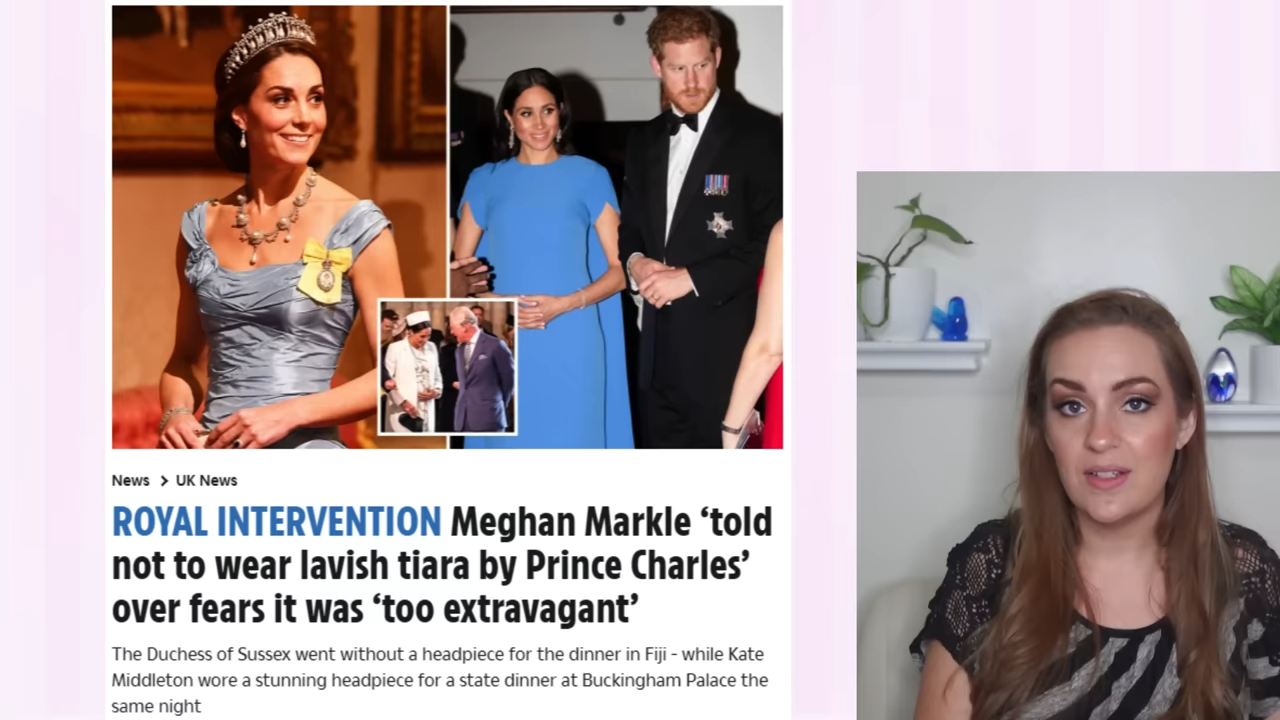 News > UK News
ROYAL INTERVENTION Meghan Markle ‘told
not to wear lavish tiara by Prince Charles’
over fears it was ‘too extravagant’
The Duchess of Sussex went without a headpiece for the dinner in Fiji - while Kate
Middleton wore a stunning headpiece for a state dinner at Buckingham Palace the
same night